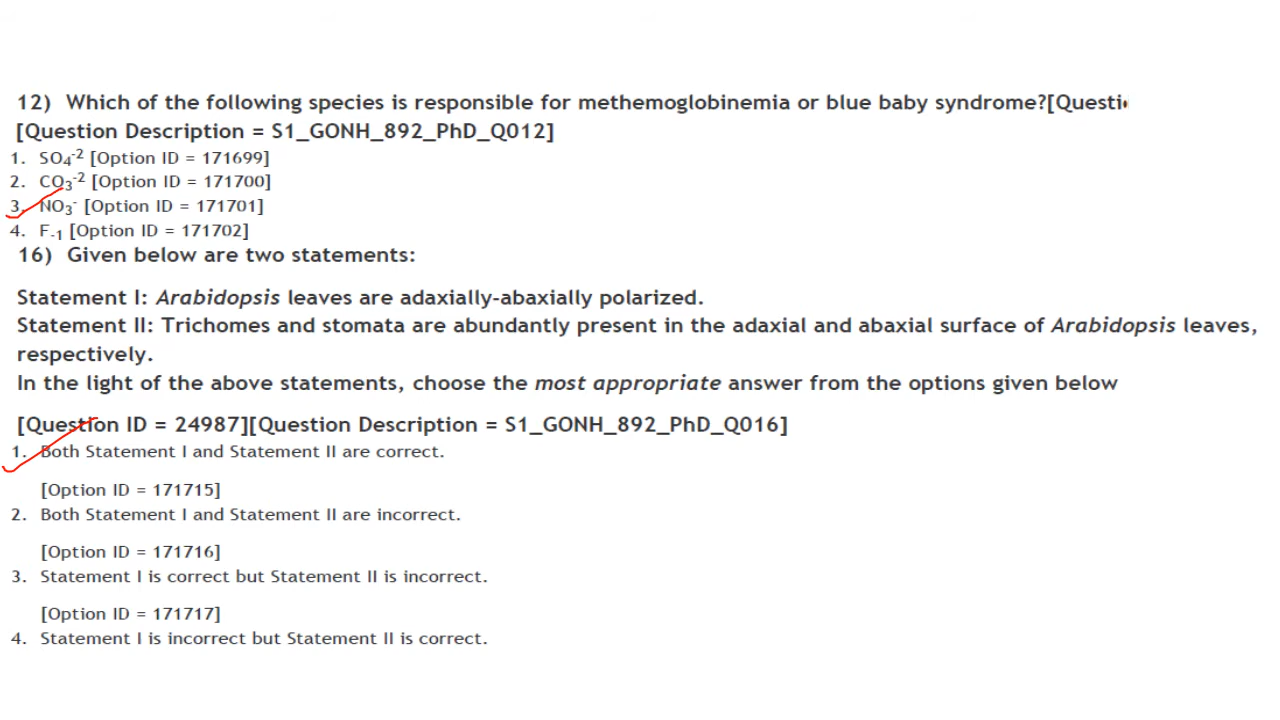 12) Which of the following species is responsible for methemoglobinemia or blue baby syndrome?[Questi
[Question Description = S1_GONH_892_PhD_Q012]
1. SO₄⁻² [Option ID = 171699]
2. CO₃⁻² [Option ID = 171700]
3. NO₃⁻ [Option ID = 171701]
4. F₋₁ [Option ID = 171702]
16) Given below are two statements:
Statement I: Arabidopsis leaves are adaxially-abaxially polarized.
Statement II: Trichomes and stomata are abundantly present in the adaxial and abaxial surface of Arabidopsis leaves,
respectively.
In the light of the above statements, choose the most appropriate answer from the options given below
[Question ID = 24987][Question Description = S1_GONH_892_PhD_Q016]
1. Both Statement I and Statement II are correct.
[Option ID = 171715]
2. Both Statement I and Statement II are incorrect.
[Option ID = 171716]
3. Statement I is correct but Statement II is incorrect.
[Option ID = 171717]
4. Statement I is incorrect but Statement II is correct.